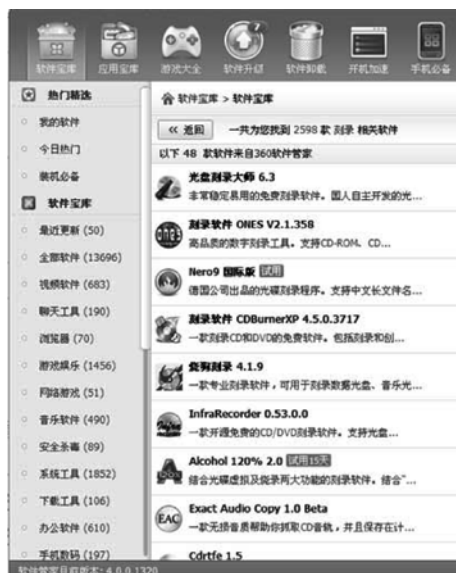 软件宝库 应用宝库 游戏大全 软件升级 软件卸载 开机加速 手机必备
7
热门精选
我的软件
今日热门
装机必备
软件宝库
最近更新 (50)
全部软件 (13696)
视频软件 (683)
聊天工具 (190)
浏览器 (70)
游戏娱乐 (1456)
网络游戏 (51)
音乐软件 (490)
安全杀毒 (89)
系统工具 (1852)
下载工具 (106)
办公软件 (610)
手机数码 (197)
软件宝库 > 软件宝库
<< 返回 一共为您找到 2598 款 刻录 相关软件
以下 48 款软件来自360软件管家
光盘刻录大师 6.3
非常稳定易用的免费刻录软件。国人自主开发的光...
ones
刻录软件 ONES V2.1.358
高品质的数字刻录工具。支持CD-ROM、CD...
Nero9 国际版 试用
德国公司出品的光碟刻录程序。支持中文长文件名...
刻录软件 CDBurnerXP 4.5.0.3717
一款刻录CD和DVD的免费软件。包括刻录和创...
烧狗刻录 4.1.9
一款专业刻录软件，可用于刻录数据光盘、音乐光...
InfraRecorder 0.53.0.0
一款开源免费的CD/DVD刻录软件。支持光盘...
Alcohol 120% 2.0 试用15天
结合光碟虚拟及烧录两大功能的刻录软件。结合"...
EAC
Exact Audio Copy 1.0 Beta
一款无损音质帮助你抓取CD音轨，并且保存在计...
Cdrtfe 1.5
软件管家目前版本: 4.0.0.1320